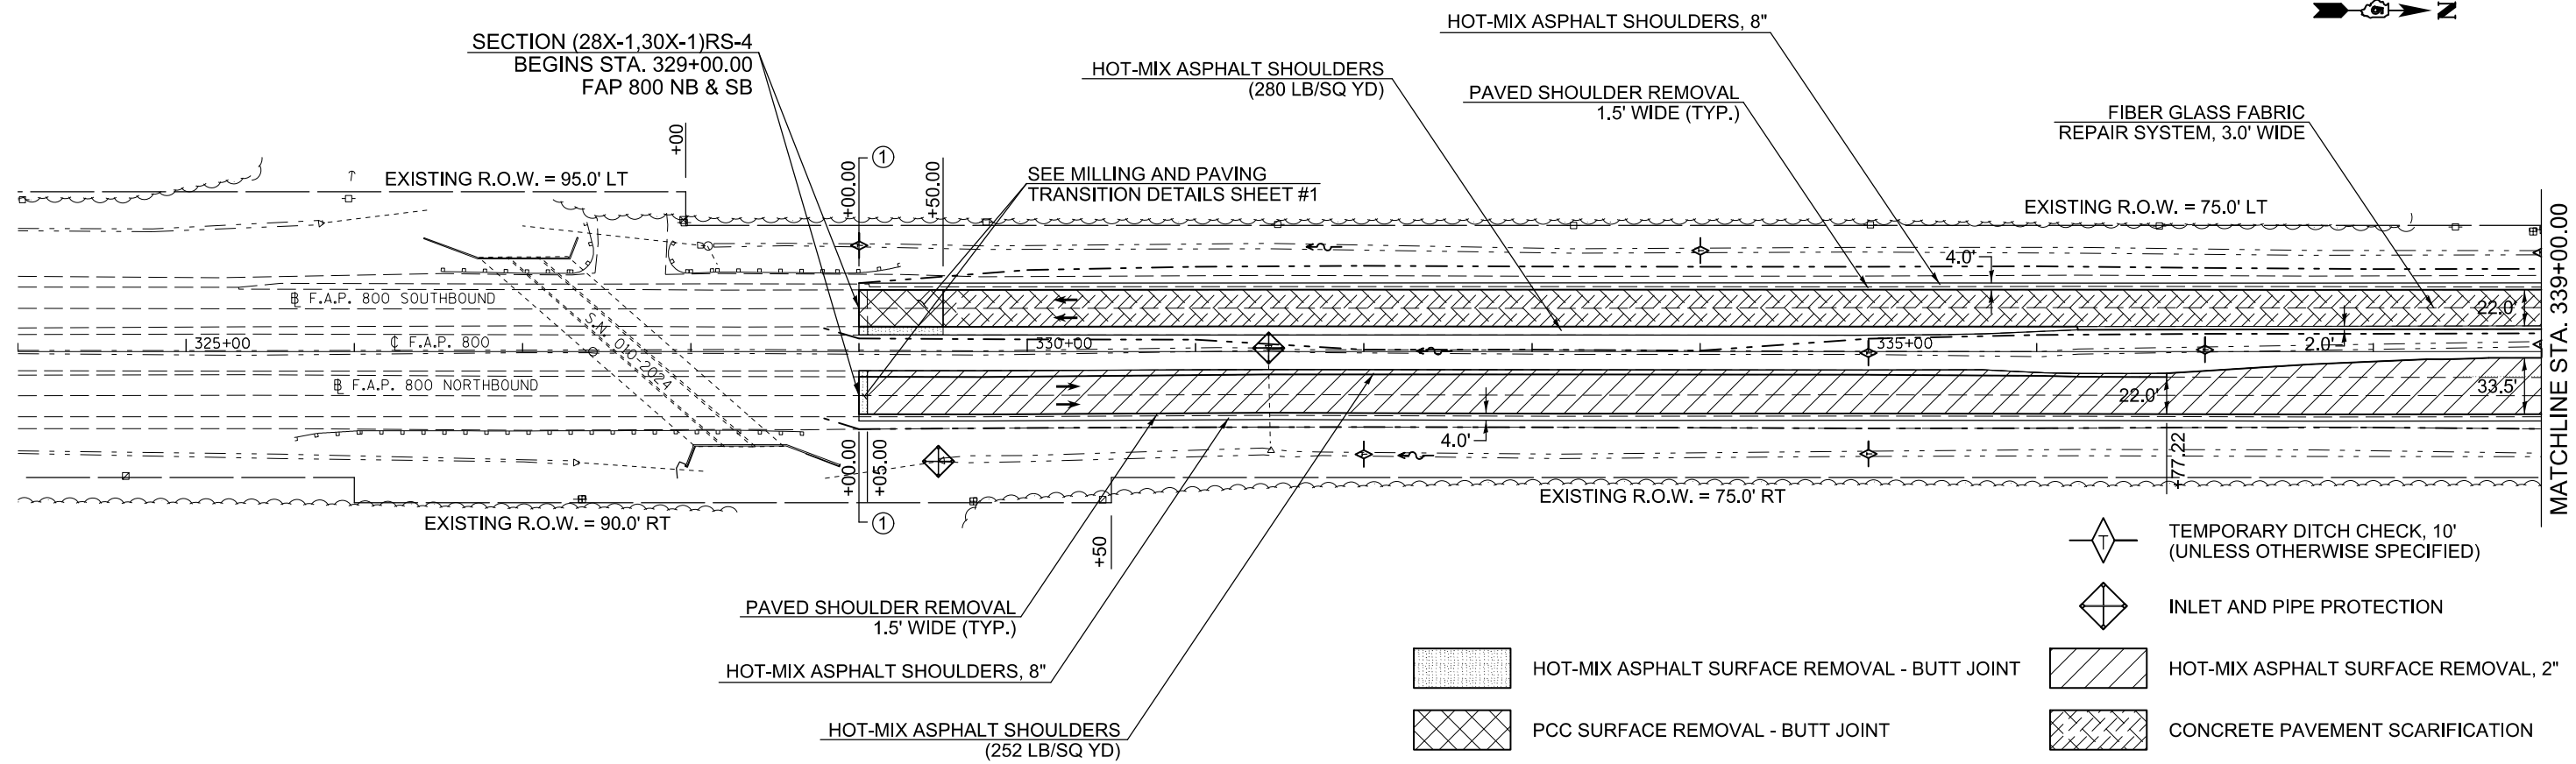 N
HOT-MIX ASPHALT SHOULDERS, 8"
SECTION (28X-1,30X-1)RS-4
BEGINS STA. 329+00.00
FAP 800 NB & SB
HOT-MIX ASPHALT SHOULDERS
(280 LB/SQ YD)
PAVED SHOULDER REMOVAL
1.5' WIDE (TYP.)
FIBER GLASS FABRIC
REPAIR SYSTEM, 3.0' WIDE
+00
1
+00.00
+50.00
SEE MILLING AND PAVING
TRANSITION DETAILS SHEET #1
EXISTING R.O.W. = 95.0' LT
EXISTING R.O.W. = 75.0' LT
MATCHLINE STA. 339+00.00
4.0'
F.A.P. 800 SOUTHBOUND
22.0'
S.N. 010-2024
325+00
F.A.P. 800
330+00
335+00
2.0'
F.A.P. 800 NORTHBOUND
22.0'
33.5'
4.0'
+00.00
+05.00
+77.22
EXISTING R.O.W. = 75.0' RT
EXISTING R.O.W. = 90.0' RT
1
+50
T
TEMPORARY DITCH CHECK, 10'
(UNLESS OTHERWISE SPECIFIED)
INLET AND PIPE PROTECTION
PAVED SHOULDER REMOVAL
1.5' WIDE (TYP.)
HOT-MIX ASPHALT SHOULDERS, 8"
HOT-MIX ASPHALT SHOULDERS
(252 LB/SQ YD)
HOT-MIX ASPHALT SURFACE REMOVAL - BUTT JOINT
HOT-MIX ASPHALT SURFACE REMOVAL, 2"
PCC SURFACE REMOVAL - BUTT JOINT
CONCRETE PAVEMENT SCARIFICATION